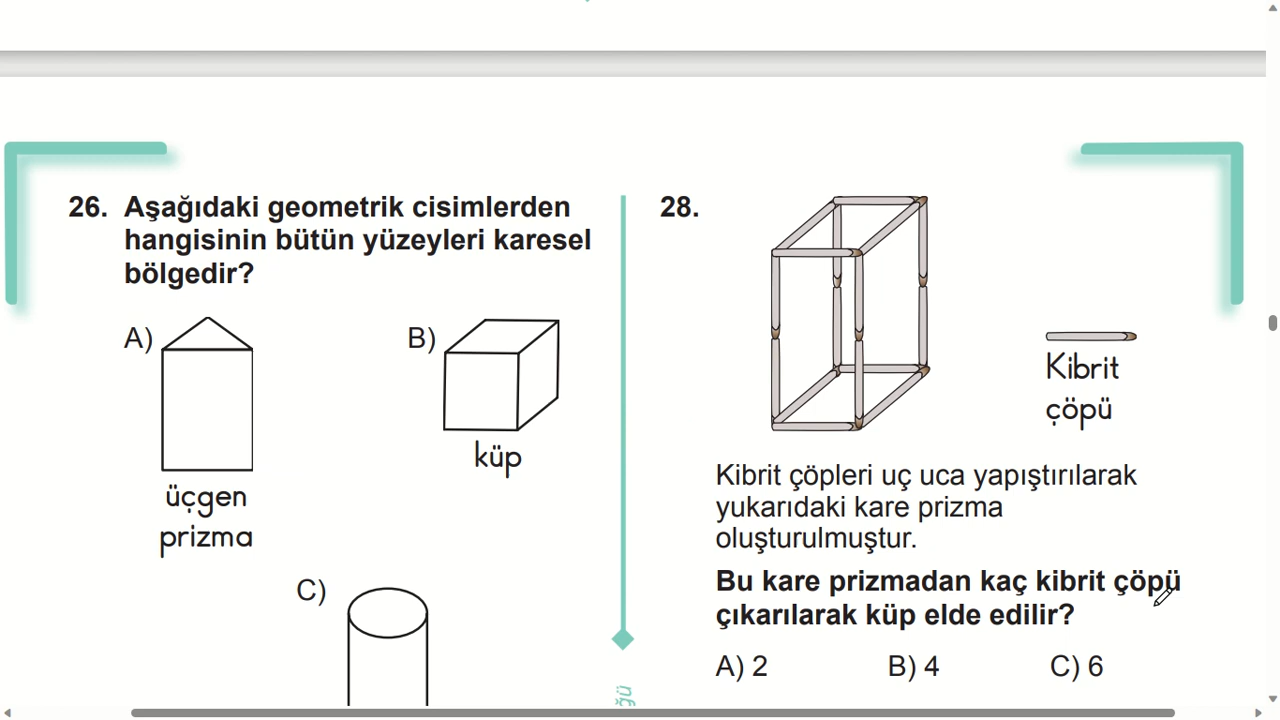 26. Aşağıdaki geometrik cisimlerden
hangisinin bütün yüzeyleri karesel
bölgedir?
A)
B)
üçgen
prizma
küp
C)
28.
Kibrit
çöpü
Kibrit çöpleri uç uca yapıştırılarak
yukarıdaki kare prizma
oluşturulmuştur.
Bu kare prizmadan kaç kibrit çöpü
çıkarılarak küp elde edilir?
A) 2 B) 4 C) 6